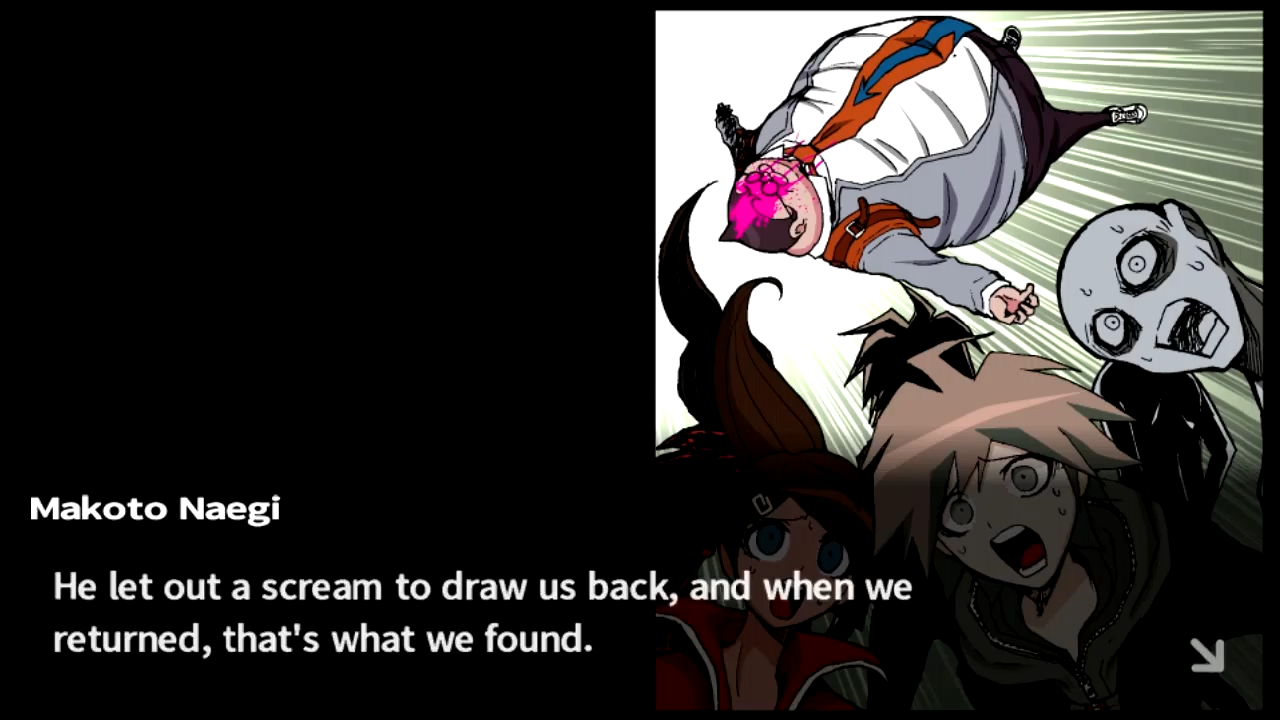 Makoto Naegi
He let out a scream to draw us back, and when we
returned, that's what we found.